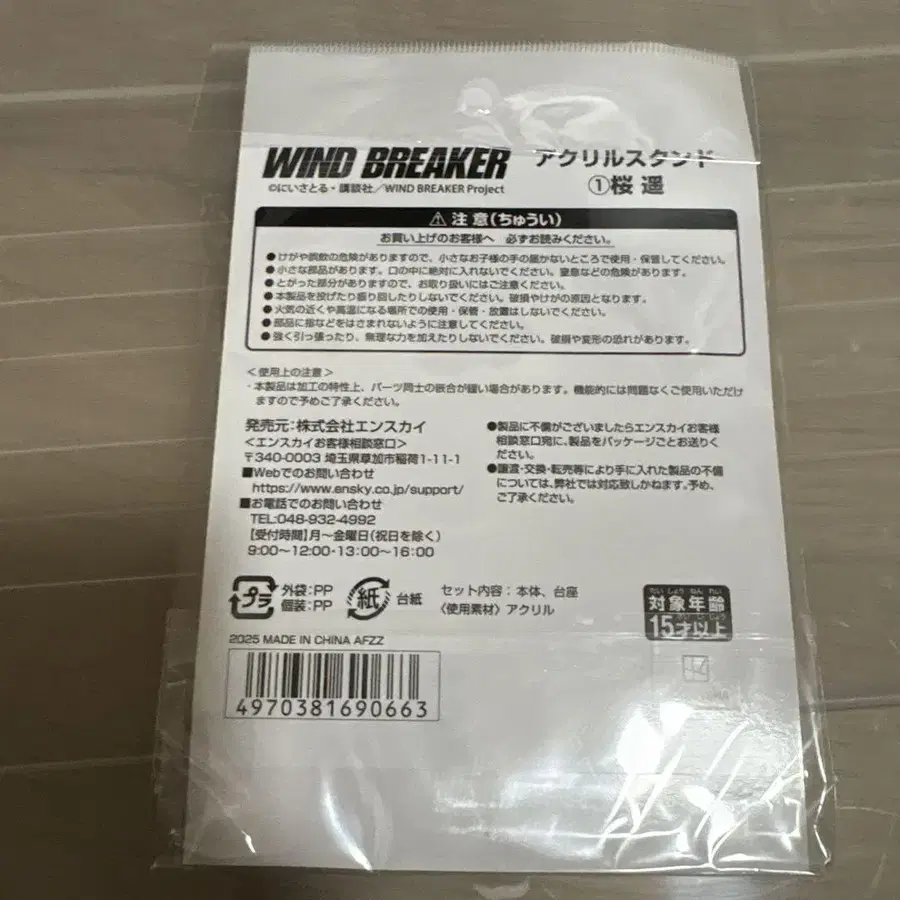 WIND BREAKER
©にいさとる・講談社/WIND BREAKER Project
アクリルスタンド
①桜 遥
⚠ 注意(ちゅうい)
お買い上げのお客様へ 必ずお読みください。
●けがや誤飲の危険がありますので、小さなお子様の手の届かないところで使用・保管してください。
●小さな部品があります。口の中に絶対に入れないでください。窒息などの危険があります。
●とがった部分がありますので、お取り扱いにはご注意ください。
●本製品を投げたり振り回したりしないでください。破損やけがの原因となります。
●火気の近くや高温になる場所での使用・保管・放置はしないでください。
●部品に指などをはさまれないように注意してください。
●強く引っ張ったり、無理な力を加えたりしないでください。破損や変形の恐れがあります。
<使用上の注意>
・本製品は加工の特性上、パーツ同士の嵌合が緩い場合があります。機能的には問題なくご使用いただけ
ますので予めご了承ください。
発売元:株式会社エンスカイ
<エンスカイお客様相談窓口>
〒340-0003 埼玉県草加市稲荷1-11-1
■Webでのお問い合わせ
https://www.ensky.co.jp/support/
■お電話でのお問い合わせ
TEL:048-932-4992
【受付時間】月〜金曜日(祝日を除く)
9:00〜12:00・13:00〜16:00
●製品に不備がございましたらエンスカイお客様
相談窓口宛に、製品をパッケージごとお送りく
ださい。
●譲渡・交換・転売等により手に入れた製品の不備
については、弊社では対応致しかねます。予め、
ご了承ください。
プラ
外袋:PP
個装:PP
紙
台紙
セット内容:本体、台座
〈使用素材〉アクリル
たいしょうねんれい
対象年齢
15才以上
2025 MADE IN CHINA AFZZ
4970381690663